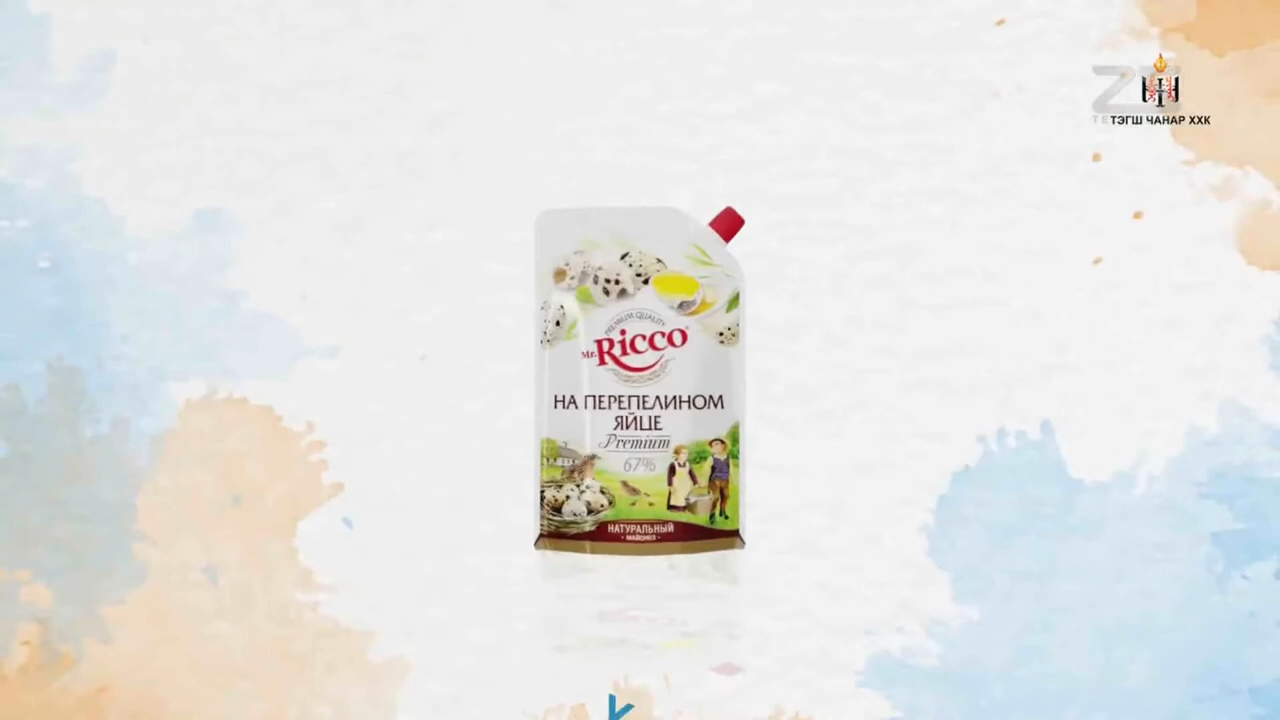 ТЭГШ ЧАНАР ХХК
PREMIUM QUALITY
Mr. Ricco
НА ПЕРЕПЕЛИНОМ
ЯЙЦЕ
Premium
67%
НАТУРАЛЬНЫЙ
• МАЙОНЕЗ •